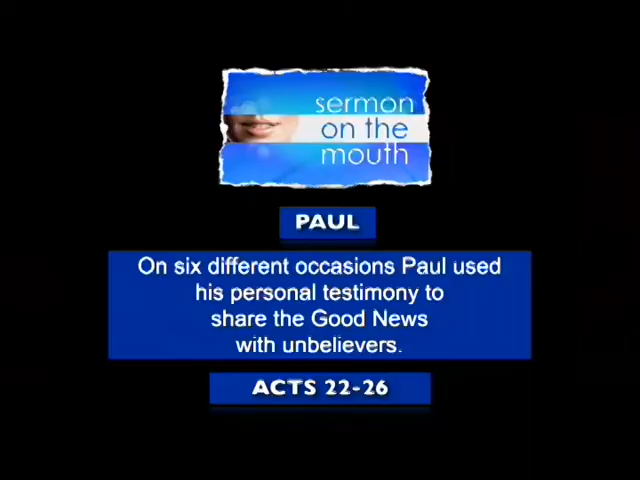 sermon
on the
mouth
PAUL
On six different occasions Paul used
his personal testimony to
share the Good News
with unbelievers.
ACTS 22-26